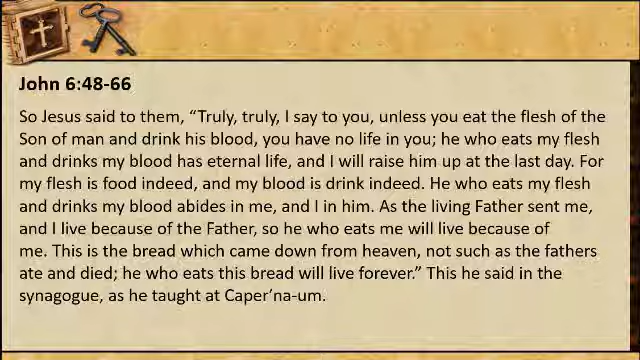 John 6:48-66
So Jesus said to them, “Truly, truly, I say to you, unless you eat the flesh of the
Son of man and drink his blood, you have no life in you; he who eats my flesh
and drinks my blood has eternal life, and I will raise him up at the last day. For
my flesh is food indeed, and my blood is drink indeed. He who eats my flesh
and drinks my blood abides in me, and I in him. As the living Father sent me,
and I live because of the Father, so he who eats me will live because of
me. This is the bread which came down from heaven, not such as the fathers
ate and died; he who eats this bread will live forever.” This he said in the
synagogue, as he taught at Caper’na-um.